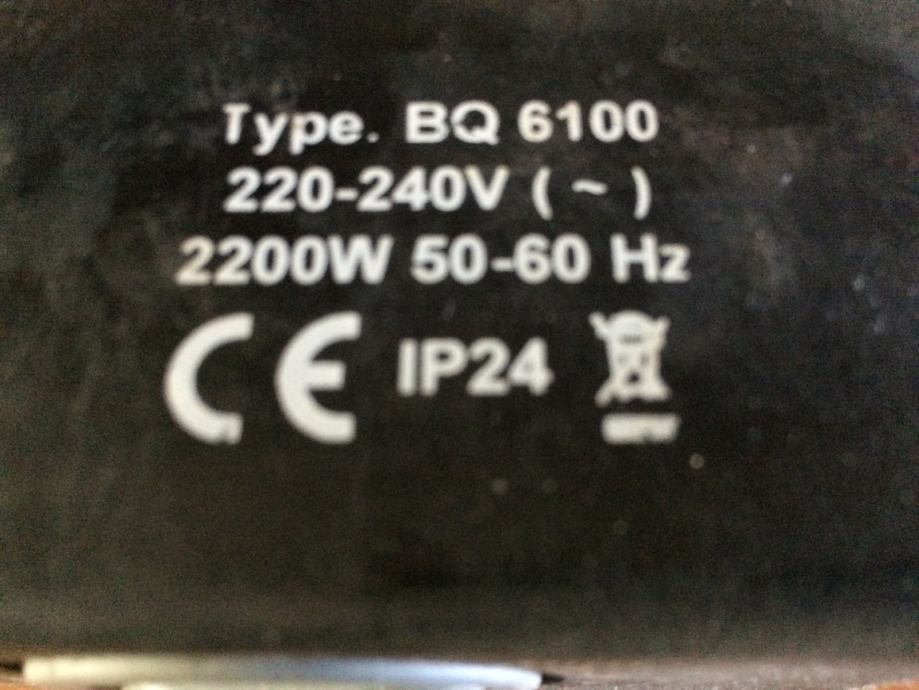 Type. BQ 6100
220-240V ( ~ )
2200W 50-60 Hz
CE IP24